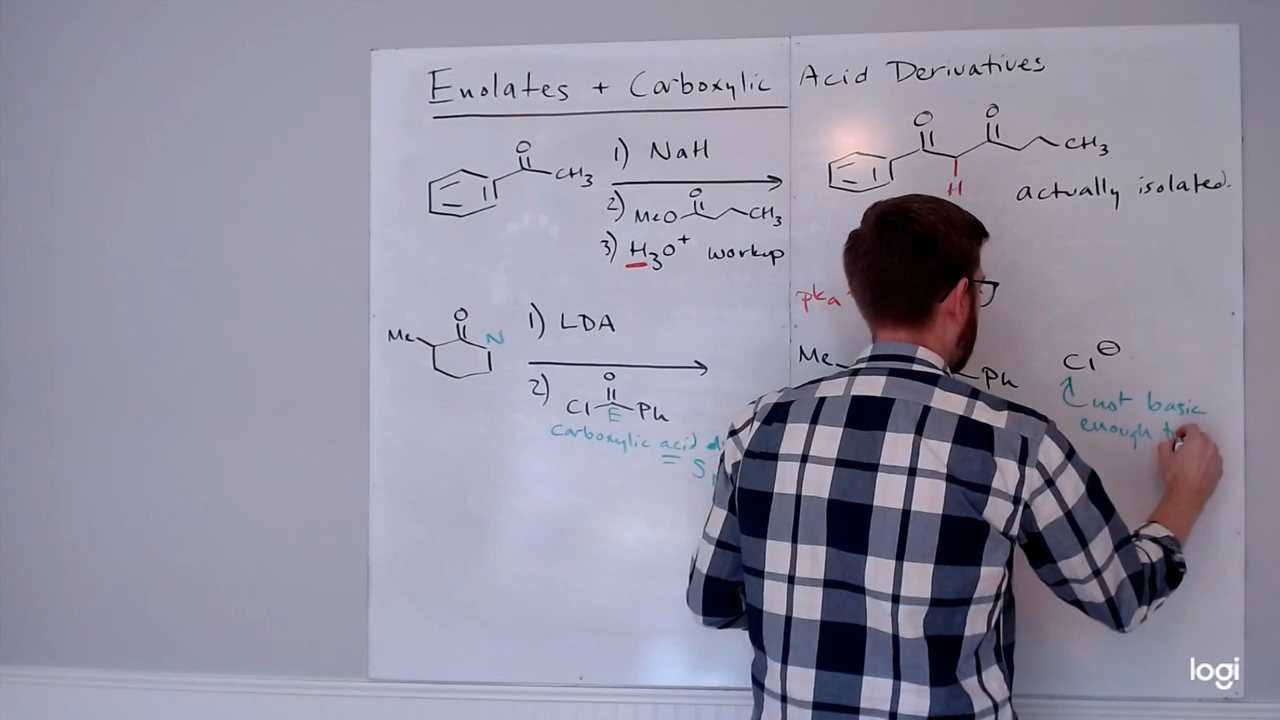 Enolates + Carboxylic Acid Derivatives
O
CH3
1) NaH
2) MeO
O
CH3
3) H3O+ workup
O
O
CH3
H
actually isolated.
pka
Me
O
N
1) LDA
2) Cl
O
E
Ph
carboxylic acid
Me
Ph
Cl⊖
not basic
enough
logi